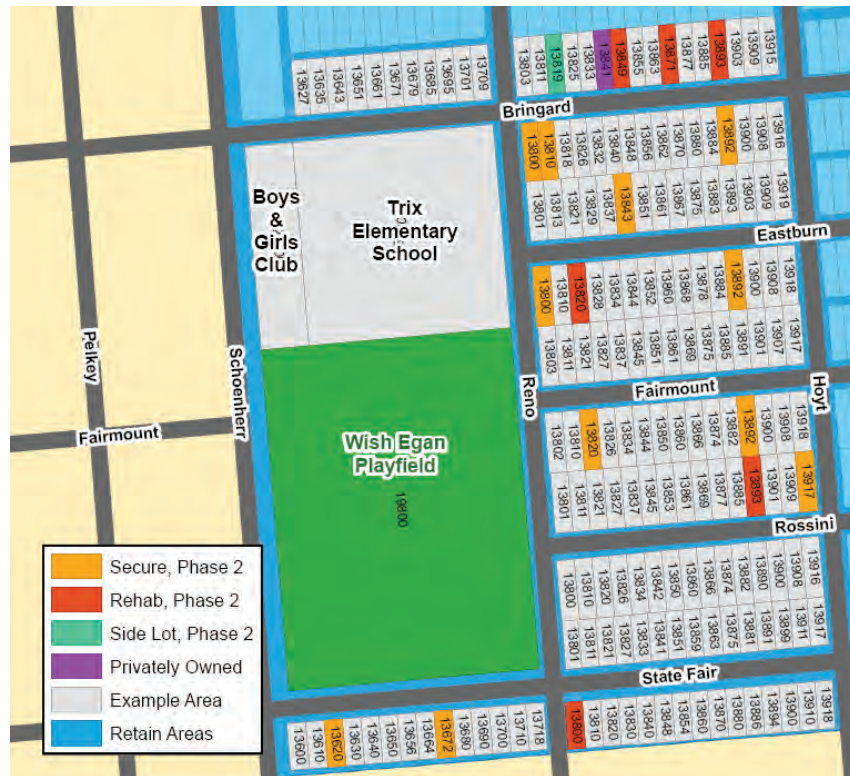 13627 13635 13643 13651 13661 13671 13679 13685 13695 13701 13709
13803 13811 13819 13825 13833 13841 13849 13855 13863 13871 13877 13885 13893 13903 13909 13915
Bringard
13800 13810 13818 13826 13832 13840 13848 13856 13862 13870 13880 13884 13892 13900 13908 13916
13801 13813 13821 13829 13837 13843 13851 13861 13867 13875 13883 13893 13903 13909 13919
Boys
&
Girls
Club
Trix
Elementary
School
Eastburn
13800 13810 13820 13828 13834 13844 13852 13860 13868 13878 13884 13892 13900 13908 13918
13803 13811 13821 13827 13837 13845 13851 13861 13869 13875 13885 13891 13901 13907 13917
Pelkey
Schoenherr
Reno
Fairmount
Hoyt
Fairmount
Wish Egan
Playfield
19800
13802 13810 13820 13826 13834 13844 13850 13860 13866 13874 13882 13892 13900 13908 13918
13801 13811 13821 13827 13837 13845 13853 13861 13869 13877 13885 13893 13901 13909 13917
Rossini
13800 13810 13820 13826 13834 13842 13850 13860 13866 13874 13882 13890 13900 13908 13916
13801 13811 13821 13827 13833 13841 13851 13859 13863 13875 13881 13891 13899 13911 13917
State Fair
13600 13610 13620 13630 13640 13650 13656 13664 13672 13680 13690 13700 13710 13718
13800 13810 13820 13830 13840 13848 13854 13860 13870 13880 13886 13894 13900 13910 13918
Secure, Phase 2
Rehab, Phase 2
Side Lot, Phase 2
Privately Owned
Example Area
Retain Areas